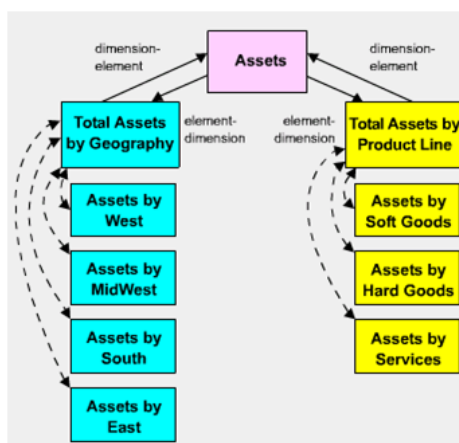 dimension-
element
Assets
dimension-
element
Total Assets
by Geography
element-
dimension
element-
dimension
Total Assets by
Product Line
Assets by
West
Assets by
Soft Goods
Assets by
MidWest
Assets by
Hard Goods
Assets by
South
Assets by
Services
Assets by
East